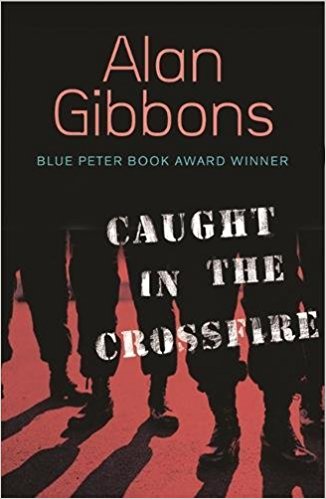 Alan
Gibbons
BLUE PETER BOOK AWARD WINNER
CAUGHT
IN THE
CROSSFIRE